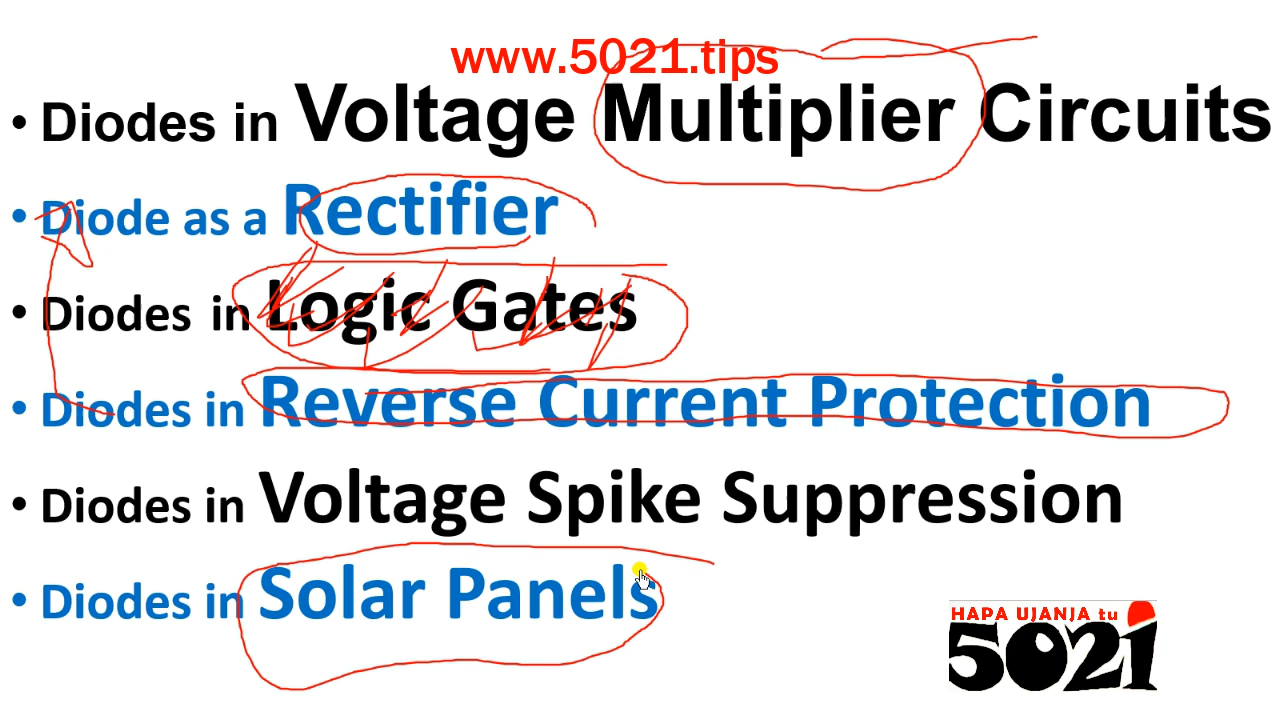 www.5021.tips
• Diodes in Voltage Multiplier Circuits
• Diode as a Rectifier
• Diodes in Logic Gates
• Diodes in Reverse Current Protection
• Diodes in Voltage Spike Suppression
• Diodes in Solar Panels
HAPA UJANJA tu
5021